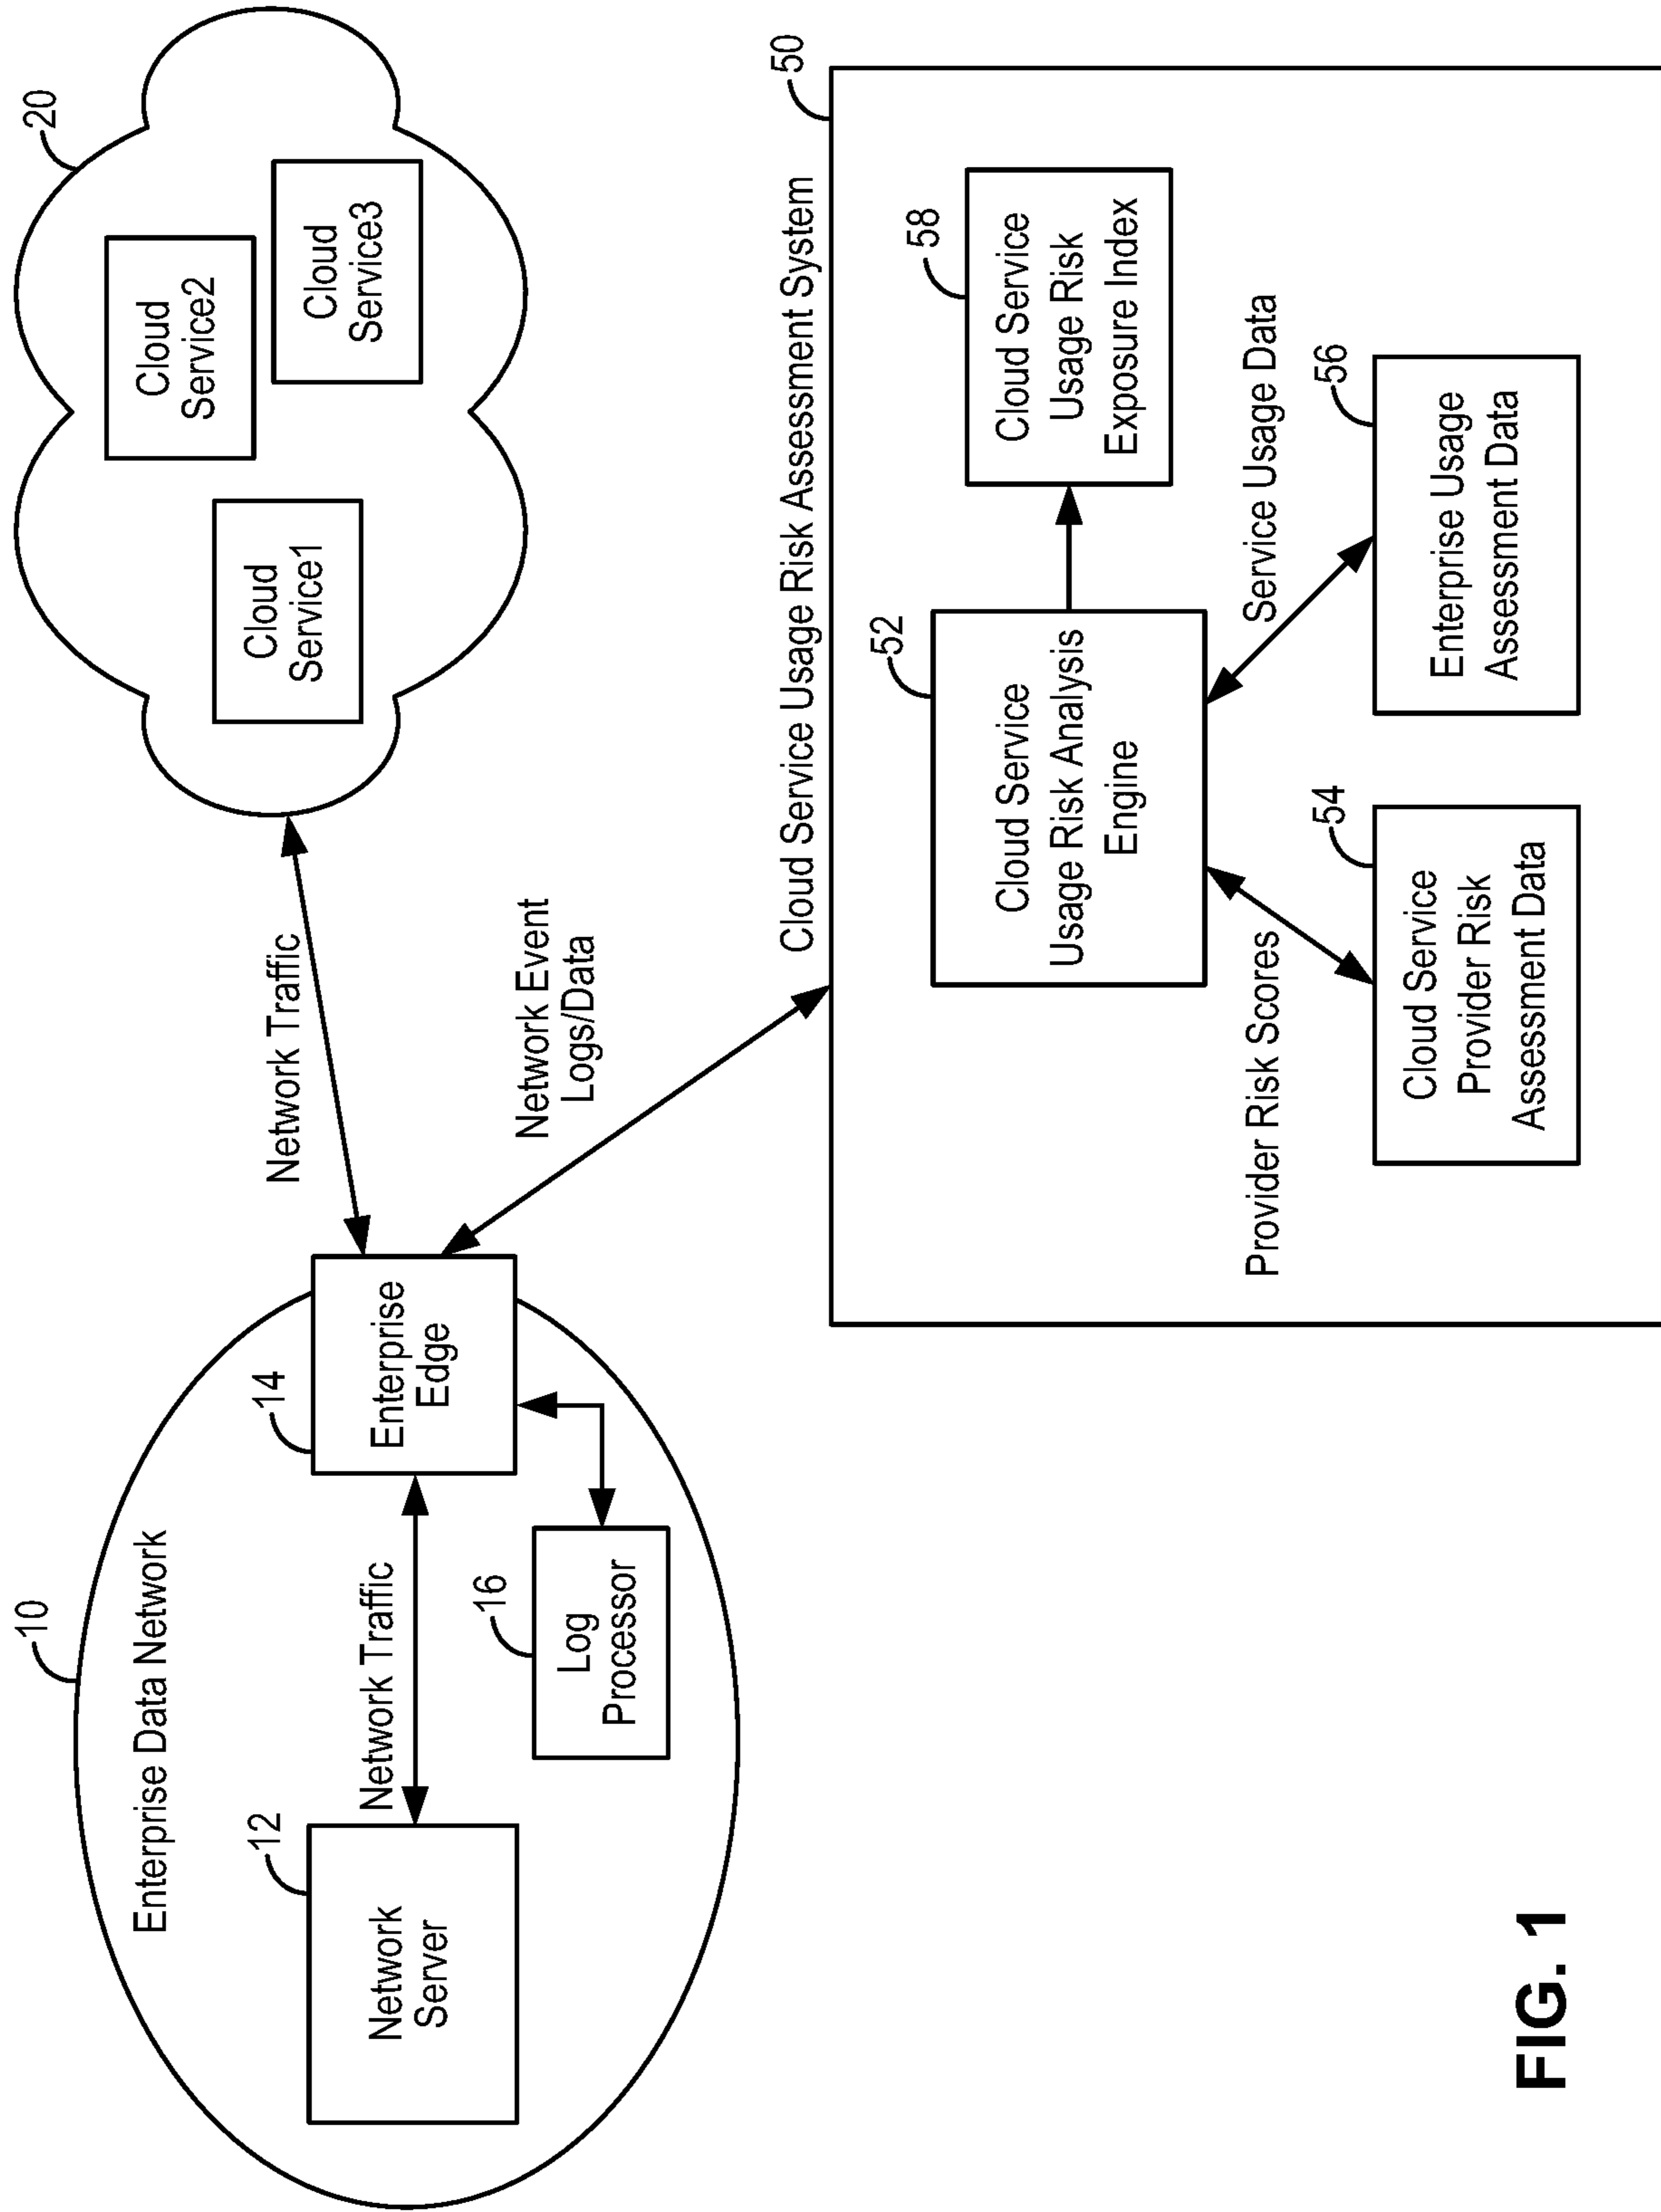 10
Enterprise Data Network
12
Network
Server
Network Traffic
14
Enterprise
Edge
16
Log
Processor
Network Traffic
20
Cloud
Service1
Cloud
Service2
Cloud
Service3
Network Event
Logs/Data
Cloud Service Usage Risk Assessment System
50
52
Cloud Service
Usage Risk Analysis
Engine
58
Cloud Service
Usage Risk
Exposure Index
Provider Risk Scores
Service Usage Data
54
Cloud Service
Provider Risk
Assessment Data
56
Enterprise Usage
Assessment Data
FIG. 1